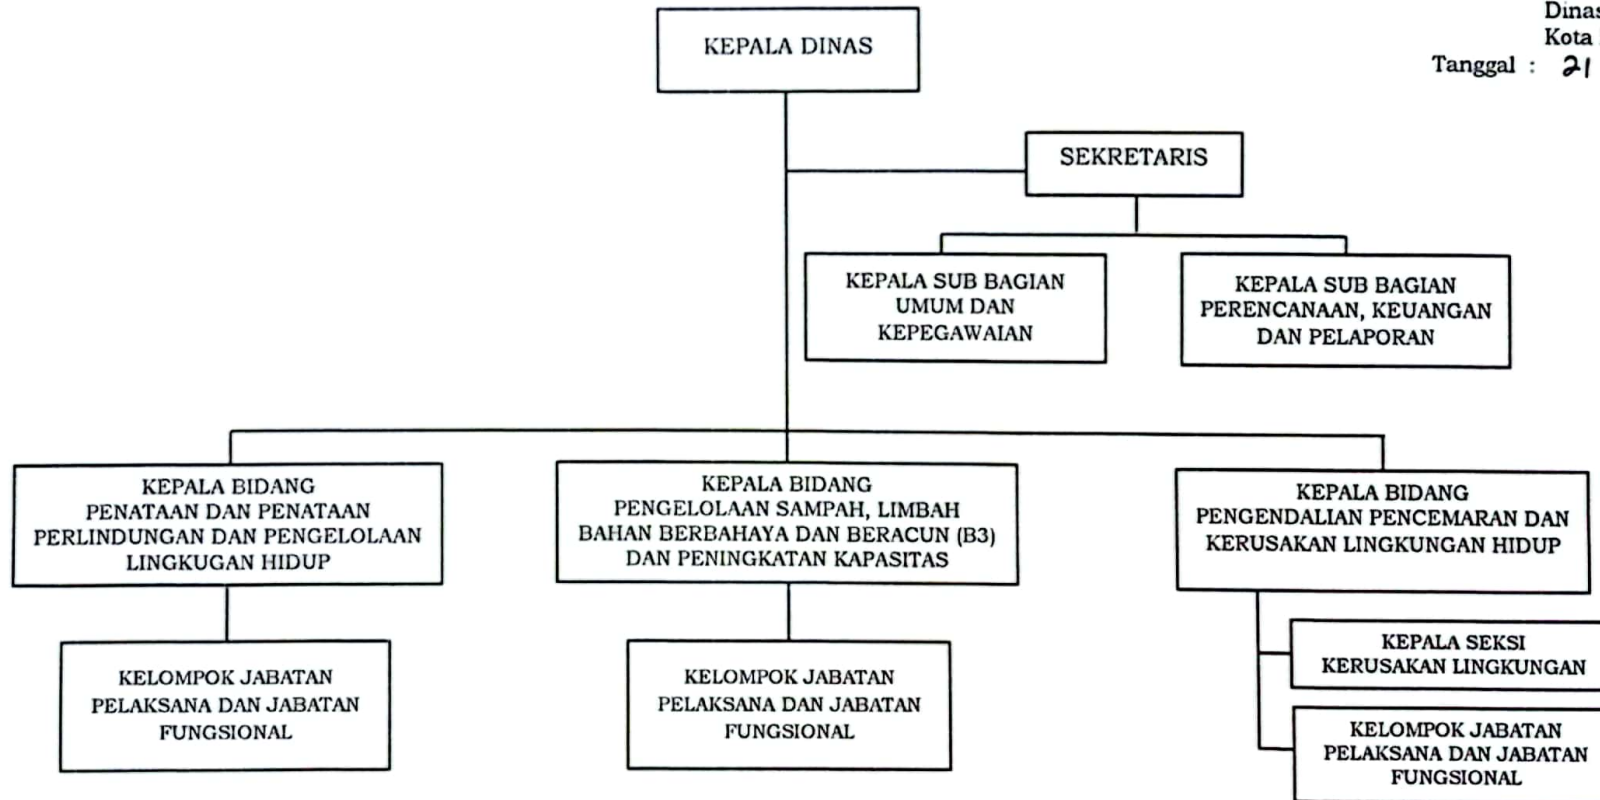 KEPALA DINAS
Dinas
Kota
Tanggal : 21
SEKRETARIS
KEPALA SUB BAGIAN
UMUM DAN
KEPEGAWAIAN
KEPALA SUB BAGIAN
PERENCANAAN, KEUANGAN
DAN PELAPORAN
KEPALA BIDANG
PENATAAN DAN PENATAAN
PERLINDUNGAN DAN PENGELOLAAN
LINGKUGAN HIDUP
KEPALA BIDANG
PENGELOLAAN SAMPAH, LIMBAH
BAHAN BERBAHAYA DAN BERACUN (B3)
DAN PENINGKATAN KAPASITAS
KEPALA BIDANG
PENGENDALIAN PENCEMARAN DAN
KERUSAKAN LINGKUNGAN HIDUP
KELOMPOK JABATAN
PELAKSANA DAN JABATAN
FUNGSIONAL
KELOMPOK JABATAN
PELAKSANA DAN JABATAN
FUNGSIONAL
KEPALA SEKSI
KERUSAKAN LINGKUNGAN
KELOMPOK JABATAN
PELAKSANA DAN JABATAN
FUNGSIONAL